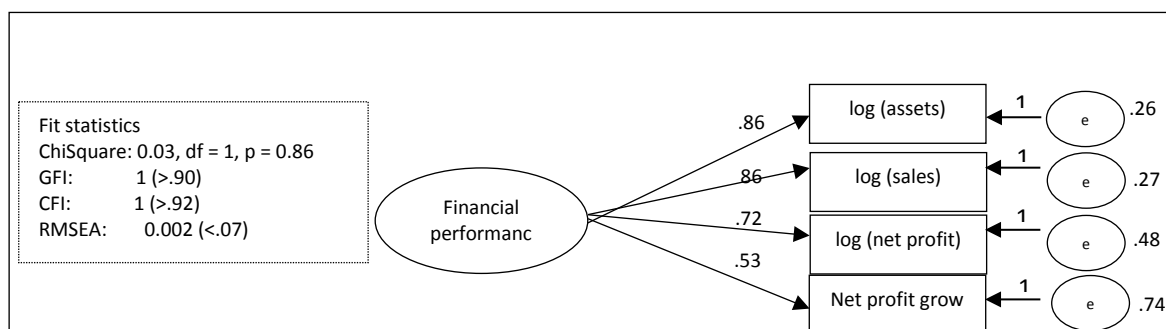 Fit statistics
ChiSquare: 0.03, df = 1, p = 0.86
GFI: 1 (>.90)
CFI: 1 (>.92)
RMSEA: 0.002 (<.07)
Financial
performanc
.86
.86
.72
.53
log (assets)
1
e
.26
log (sales)
1
e
.27
log (net profit)
1
e
.48
Net profit grow
1
e
.74